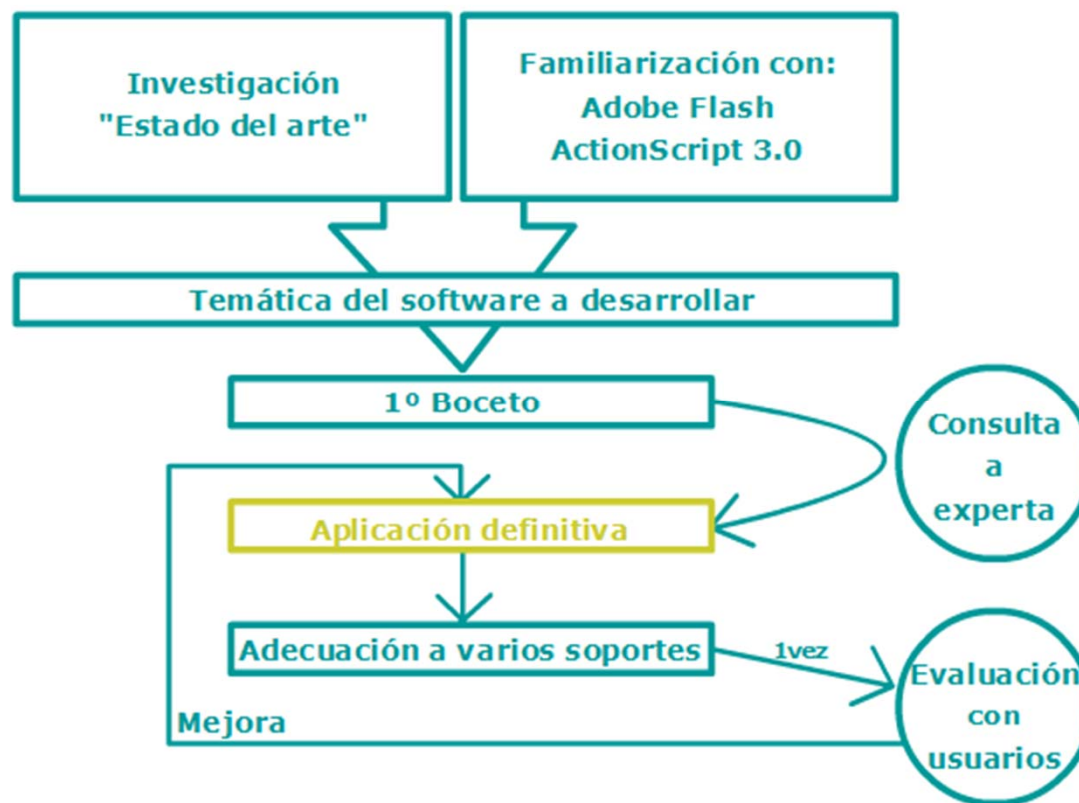 Investigación
"Estado del arte"
Familiarización con:
Adobe Flash
ActionScript 3.0
Temática del software a desarrollar
1º Boceto
Consulta
a
experta
Aplicación definitiva
Adecuación a varios soportes
1vez
Evaluación
con
usuarios
Mejora